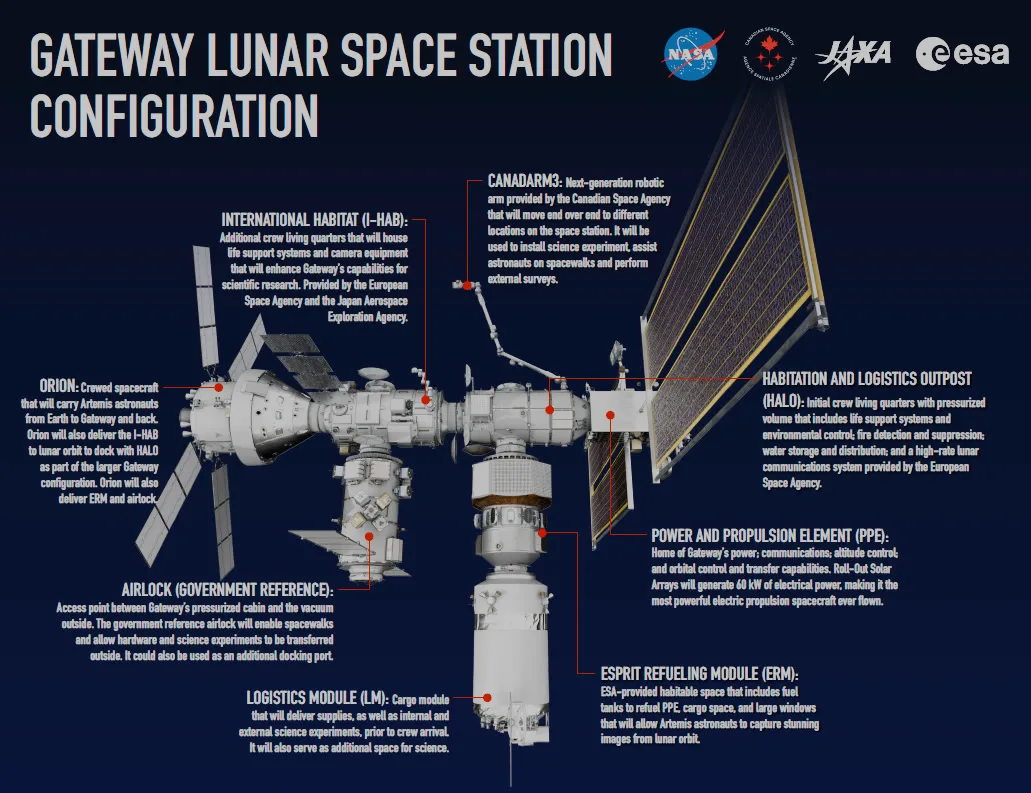 GATEWAY LUNAR SPACE STATION
CONFIGURATION
NASA
CANADIAN SPACE AGENCY
AGENCE SPATIALE CANADIENNE
JAXA
esa
CANADARM3: Next-generation robotic
arm provided by the Canadian Space Agency
that will move end over end to different
locations on the space station. It will be
used to install science experiment, assist
astronauts on spacewalks and perform
external surveys.
INTERNATIONAL HABITAT (I-HAB):
Additional crew living quarters that will house
life support systems and camera equipment
that will enhance Gateway's capabilities for
scientific research. Provided by the European
Space Agency and the Japan Aerospace
Exploration Agency.
ORION: Crewed spacecraft
that will carry Artemis astronauts
from Earth to Gateway and back.
Orion will also deliver the I-HAB
to lunar orbit to dock with HALO
as part of the larger Gateway
configuration. Orion will also
deliver ERM and airlock.
HABITATION AND LOGISTICS OUTPOST
(HALO): Initial crew living quarters with pressurized
volume that includes life support systems and
environmental control; fire detection and suppression;
water storage and distribution; and a high-rate lunar
communications system provided by the European
Space Agency.
POWER AND PROPULSION ELEMENT (PPE):
Home of Gateway's power; communications; altitude control;
and orbital control and transfer capabilities. Roll-Out Solar
Arrays will generate 60 kW of electrical power, making it the
most powerful electric propulsion spacecraft ever flown.
AIRLOCK (GOVERNMENT REFERENCE):
Access point between Gateway's pressurized cabin and the vacuum
outside. The government reference airlock will enable spacewalks
and allow hardware and science experiments to be transferred
outside. It could also be used as an additional docking port.
ESPRIT REFUELING MODULE (ERM):
ESA-provided habitable space that includes fuel
tanks to refuel PPE, cargo space, and large windows
that will allow Artemis astronauts to capture stunning
images from lunar orbit.
LOGISTICS MODULE (LM): Cargo module
that will deliver supplies, as well as internal and
external science experiments, prior to crew arrival.
It will also serve as additional space for science.